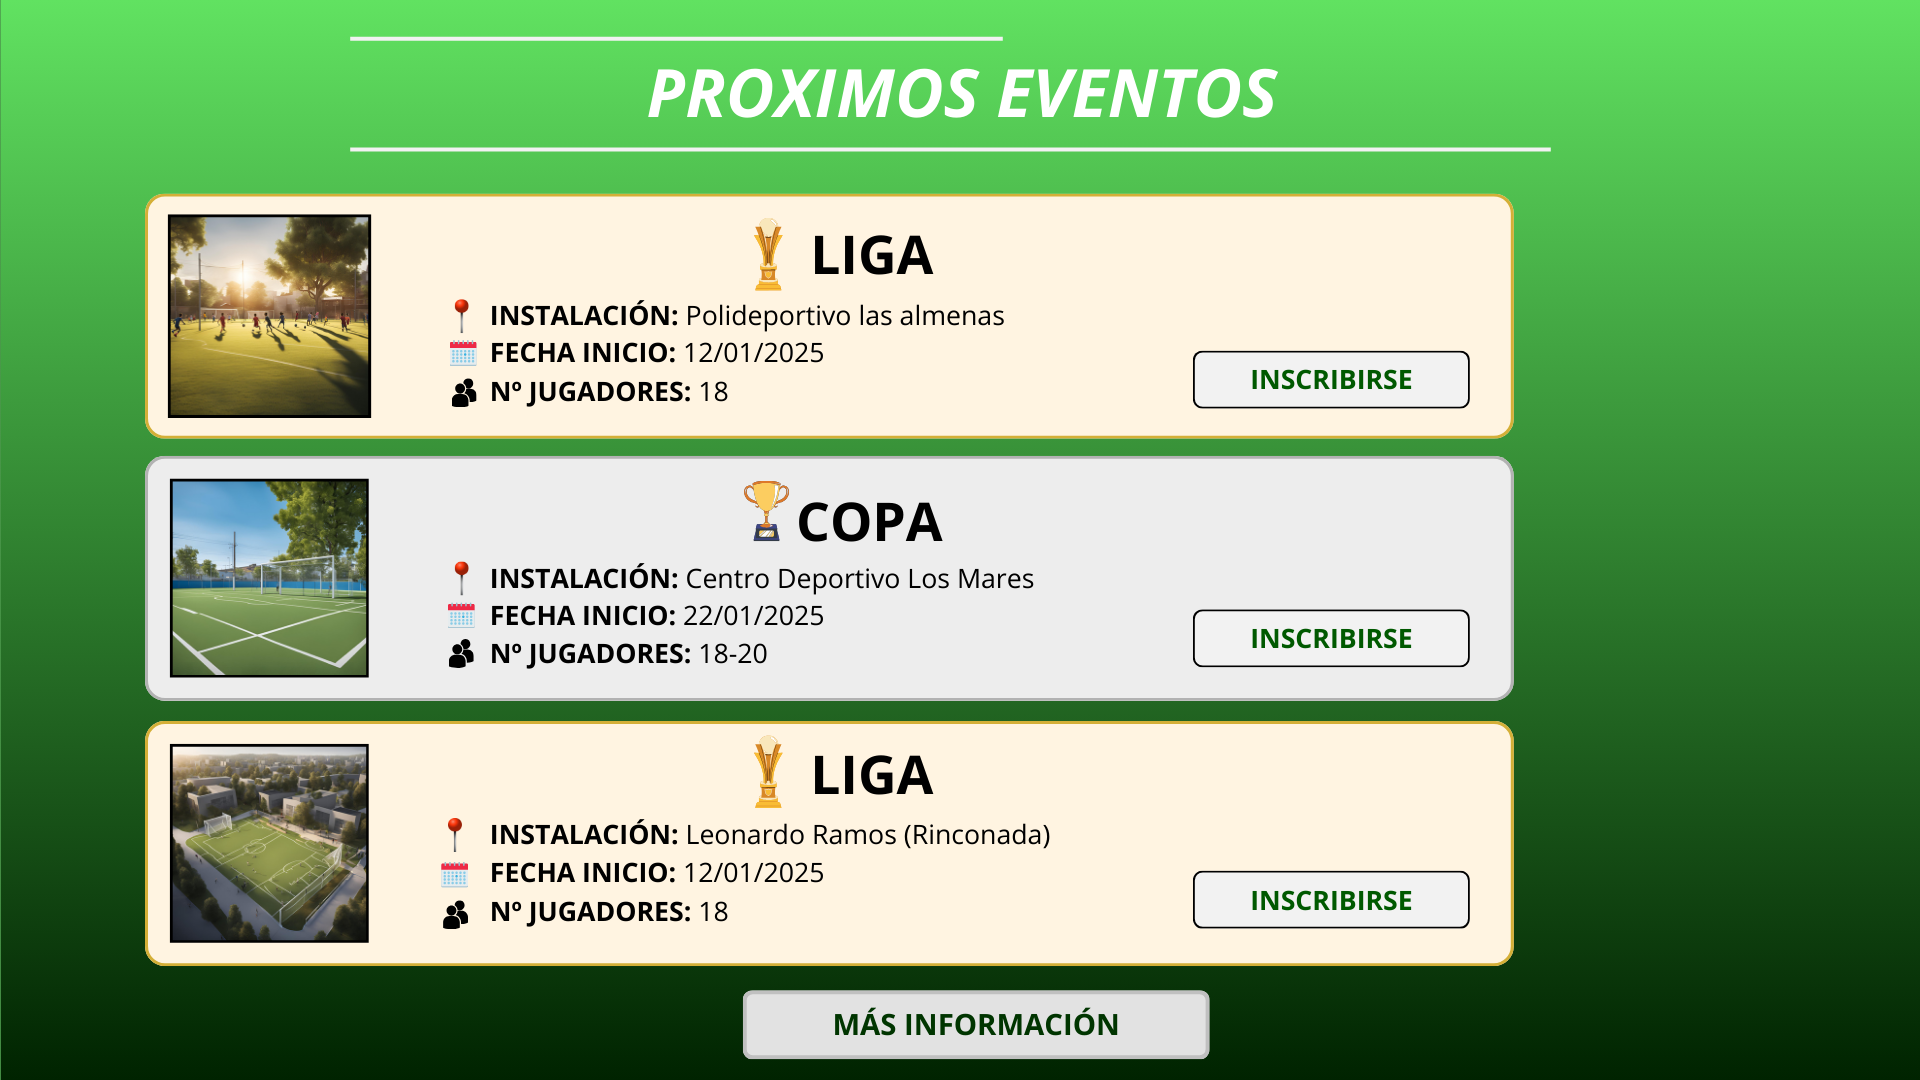 PROXIMOS EVENTOS
LIGA
INSTALACIÓN: Polideportivo las almenas
FECHA INICIO: 12/01/2025
Nº JUGADORES: 18
INSCRIBIRSE
COPA
INSTALACIÓN: Centro Deportivo Los Mares
FECHA INICIO: 22/01/2025
Nº JUGADORES: 18-20
INSCRIBIRSE
LIGA
INSTALACIÓN: Leonardo Ramos (Rinconada)
FECHA INICIO: 12/01/2025
Nº JUGADORES: 18
INSCRIBIRSE
MÁS INFORMACIÓN